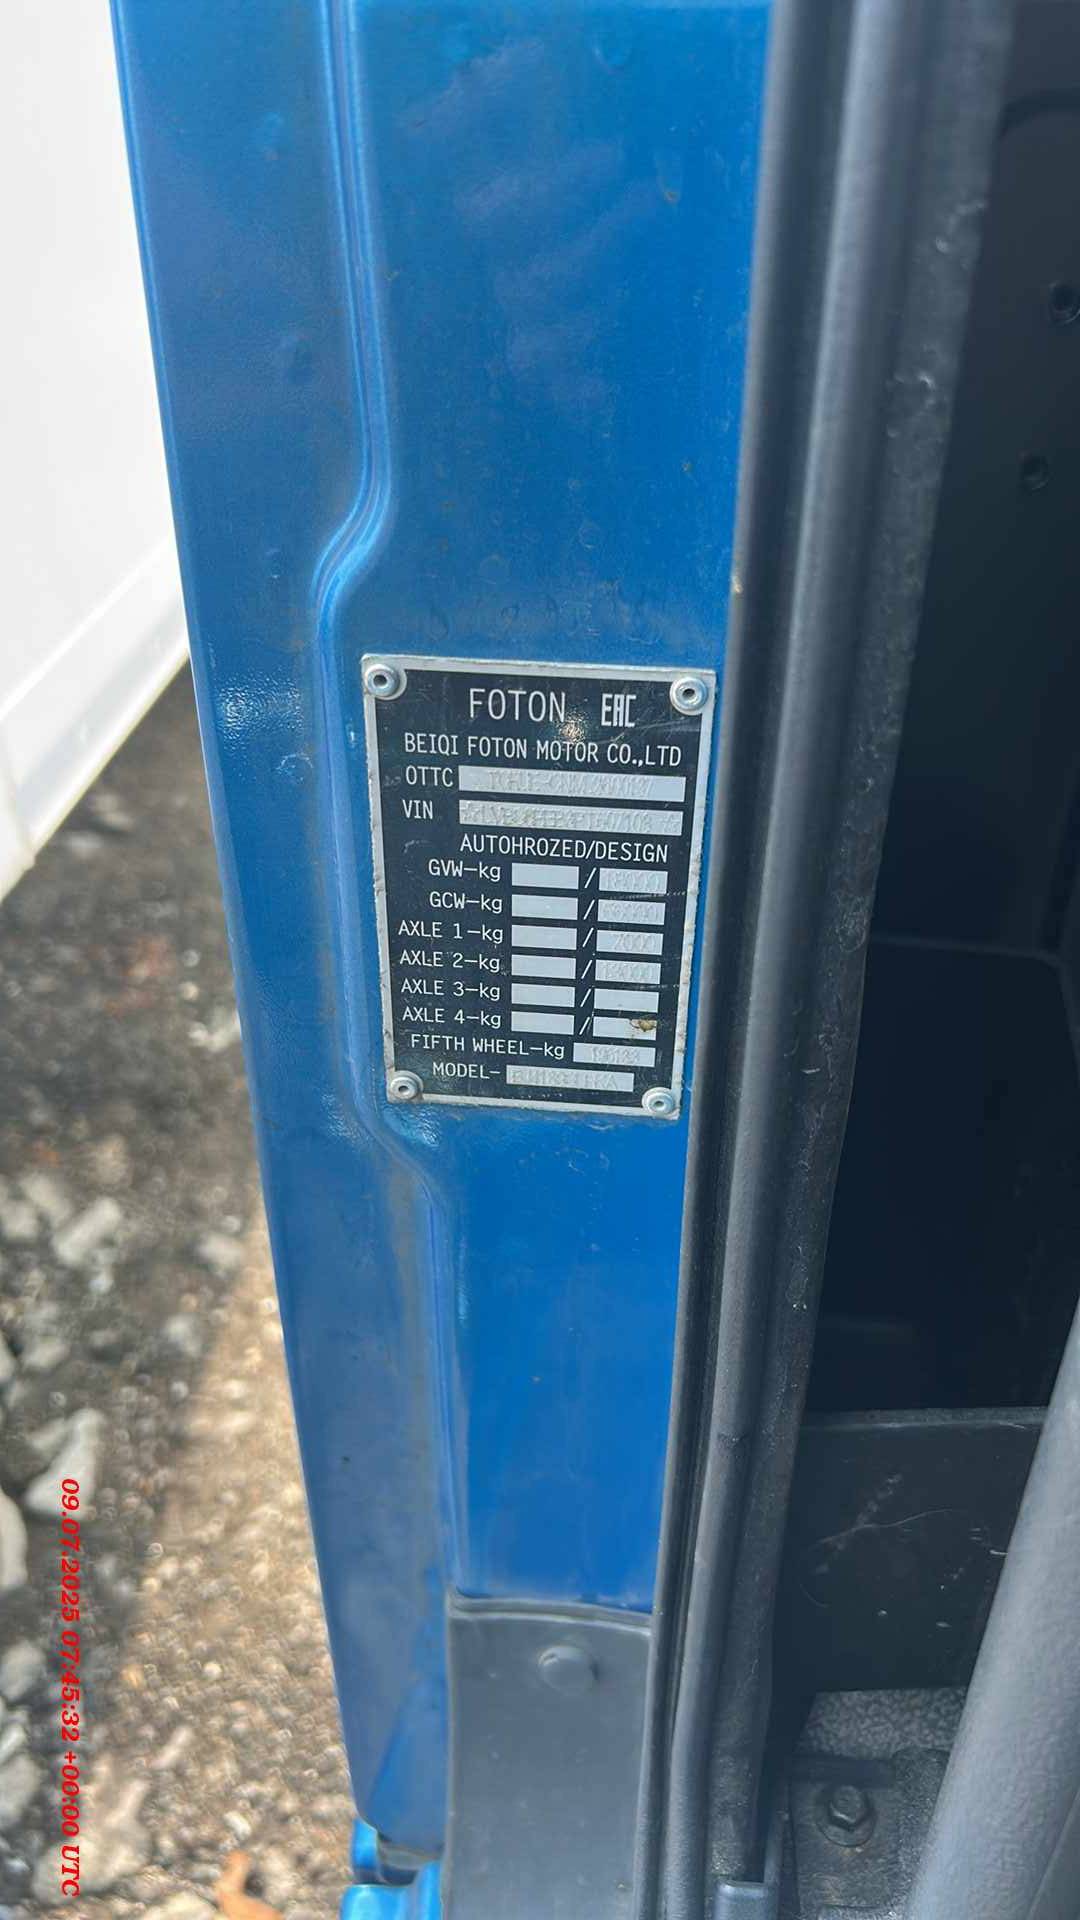 FOTON EAC
BEIQI FOTON MOTOR CO.,LTD
OTTC
VIN
AUTOHROZED/DESIGN
GVW-kg / 18000
GCW-kg /
AXLE 1-kg / 7000
AXLE 2-kg /
AXLE 3-kg /
AXLE 4-kg /
FIFTH WHEEL-kg
MODEL-
09.07.2025 07:45:32 +00:00 UTC